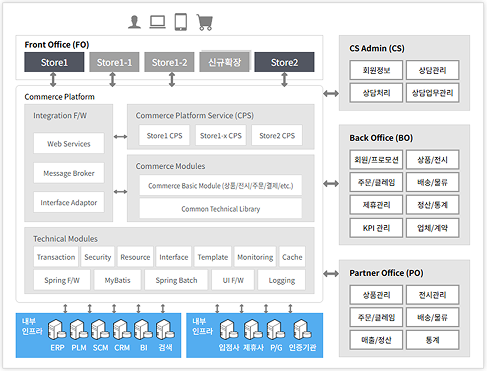 Front Office (FO)
Store1
Store1-1
Store1-2
신규확장
Store2
Commerce Platform
Integration F/W
Web Services
Message Broker
Interface Adaptor
Commerce Platform Service (CPS)
Store1 CPS
Store1-x CPS
Store2 CPS
Commerce Modules
Commerce Basic Module (상품/전시/주문/결제/etc.)
Common Technical Library
Technical Modules
Transaction
Security
Resource
Interface
Template
Monitoring
Cache
Spring F/W
MyBatis
Spring Batch
UI F/W
Logging
내부
인프라
ERP
PLM
SCM
CRM
BI
검색
내부
인프라
입점사
제휴사
P/G
인증기관
CS Admin (CS)
회원정보
상담관리
상담처리
상담업무관리
Back Office (BO)
회원/프로모션
상품/전시
주문/클레임
배송/물류
제휴관리
정산/통계
KPI 관리
업체/계약
Partner Office (PO)
상품관리
전시관리
주문/클레임
배송/물류
매출/정산
통계